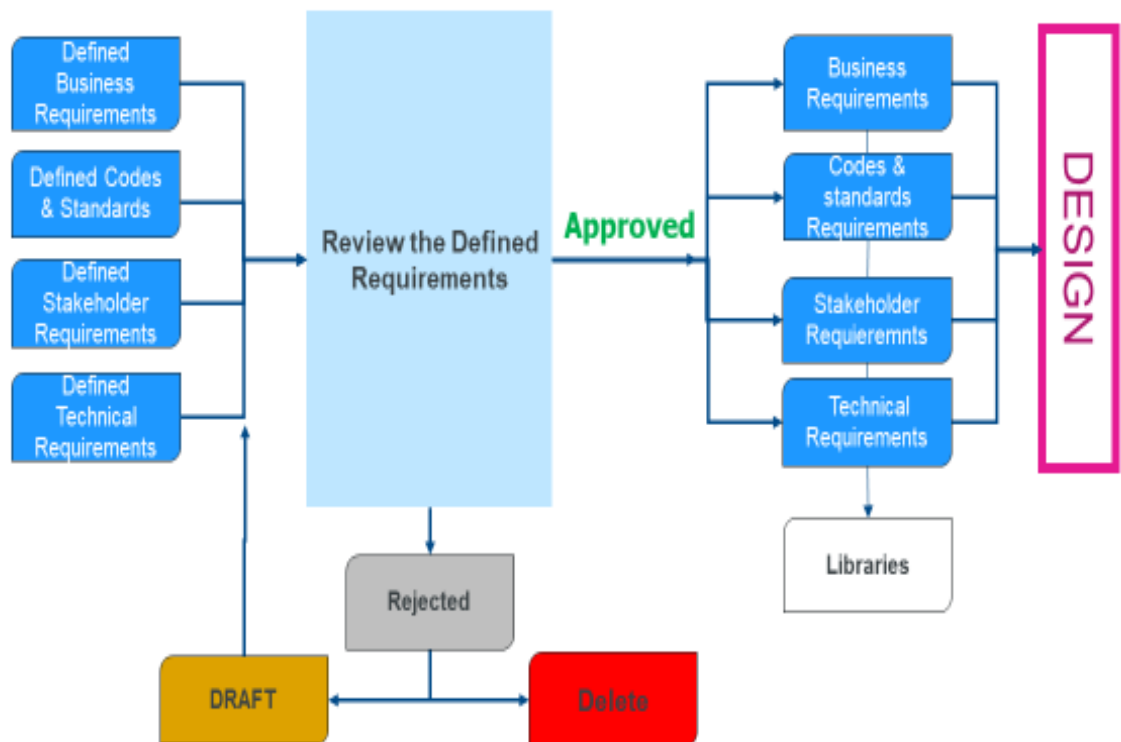 Defined
Business
Requirements
Defined Codes
& Standards
Defined
Stakeholder
Requirements
Defined
Technical
Requirements
Review the Defined
Requirements
Approved
Business
Requirements
Codes &
standards
Requirements
Stakeholder
Requieremnts
Technical
Requirements
DESIGN
Libraries
Rejected
DRAFT
Delete